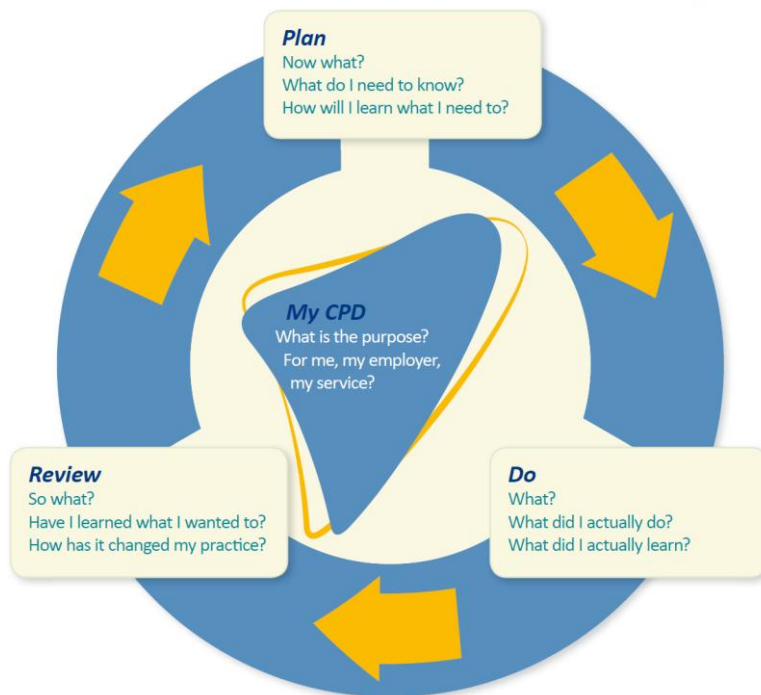 Plan
Now what?
What do I need to know?
How will I learn what I need to?
My CPD
What is the purpose?
For me, my employer,
my service?
Review
So what?
Have I learned what I wanted to?
How has it changed my practice?
Do
What?
What did I actually do?
What did I actually learn?